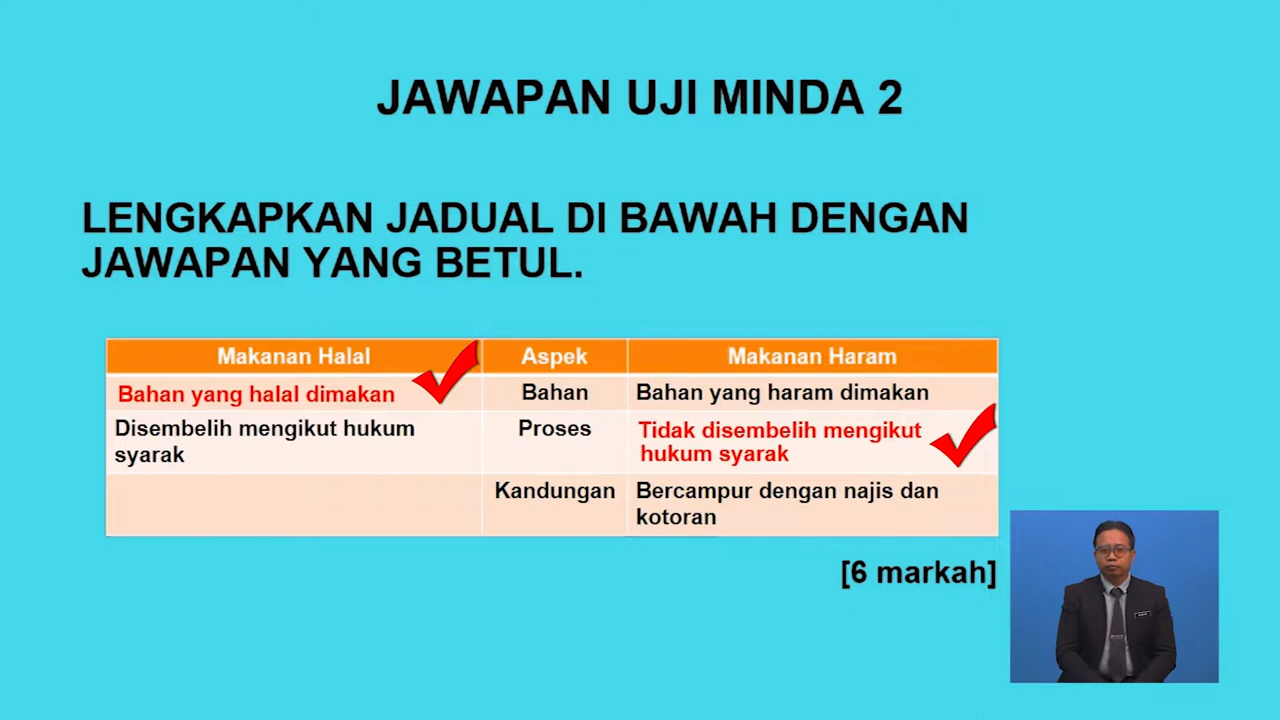 JAWAPAN UJI MINDA 2
LENGKAPKAN JADUAL DI BAWAH DENGAN
JAWAPAN YANG BETUL.
Makanan Halal Aspek Makanan Haram
Bahan yang halal dimakan Bahan Bahan yang haram dimakan
Disembelih mengikut hukum Proses Tidak disembelih mengikut
syarak hukum syarak
Kandungan Bercampur dengan najis dan
kotoran
[6 markah]